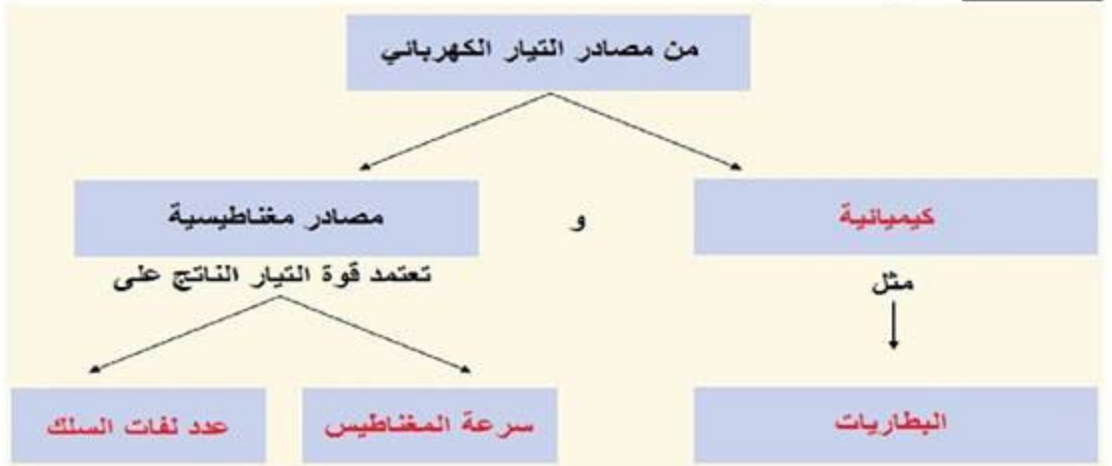 من مصادر التيار الكهربائي
كيميائية
و
مصادر مغناطيسية
مثل
تعتمد قوة التيار الناتج على
البطاريات
سرعة المغناطيس
عدد لفات السلك